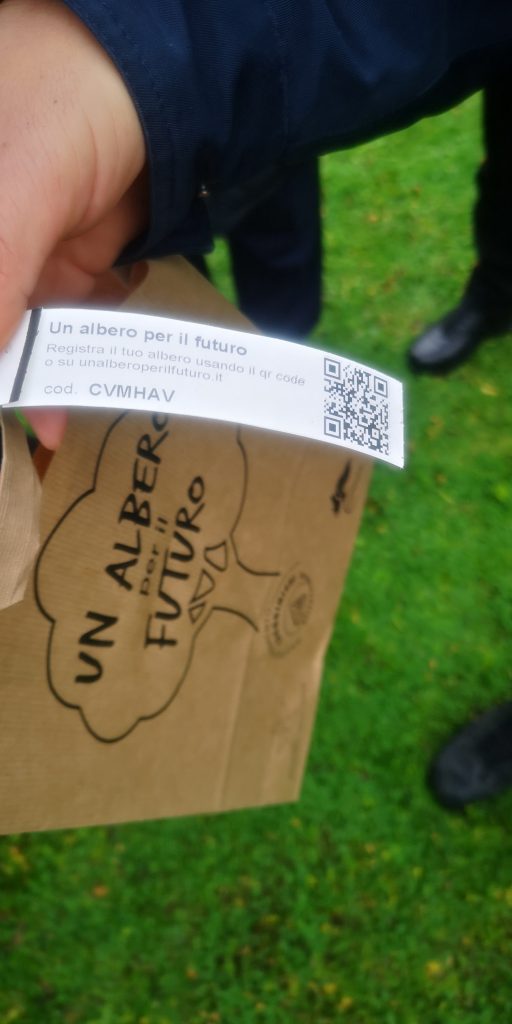 Un albero per il futuro
Registra il tuo albero usando il qr code
o su unalberoperilfuturo.it
cod. CVMHAV
UN ALBERO
per il
FUTURO